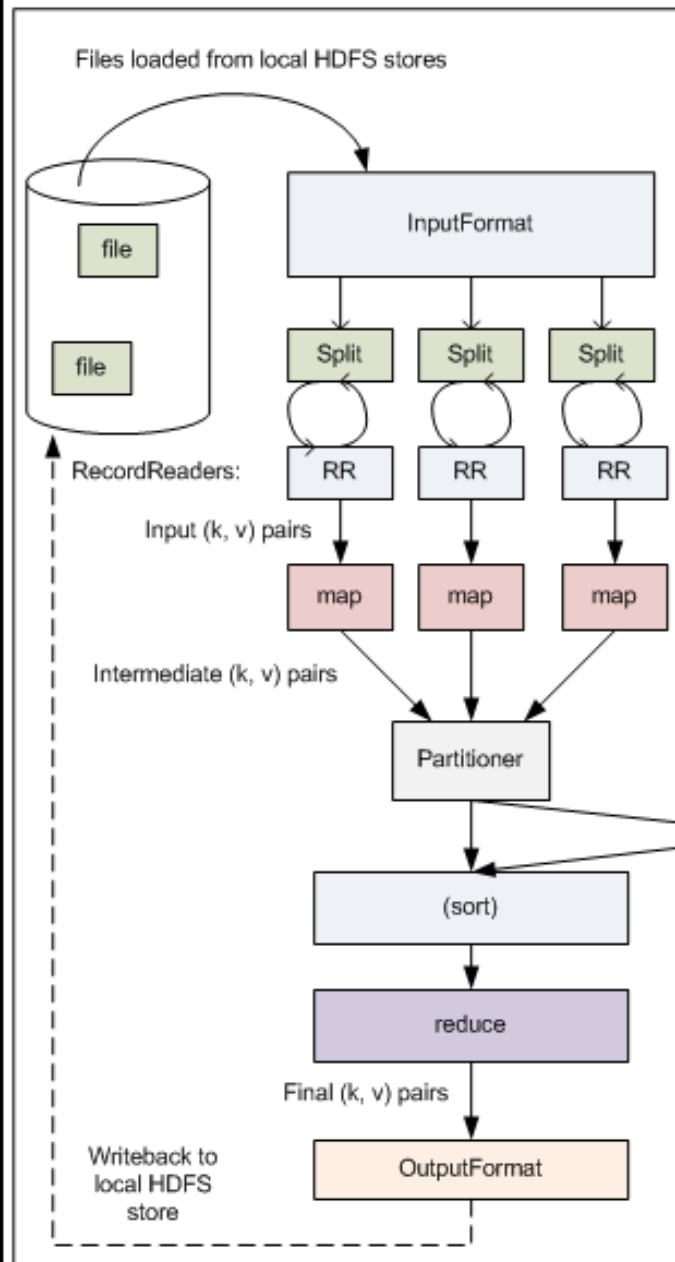 Files loaded from local HDFS stores
InputFormat
file
file
Split Split Split
RecordReaders: RR RR RR
Input (k, v) pairs
map map map
Intermediate (k, v) pairs
Partitioner
(sort)
reduce
Final (k, v) pairs
OutputFormat
Writeback to
local HDFS
store